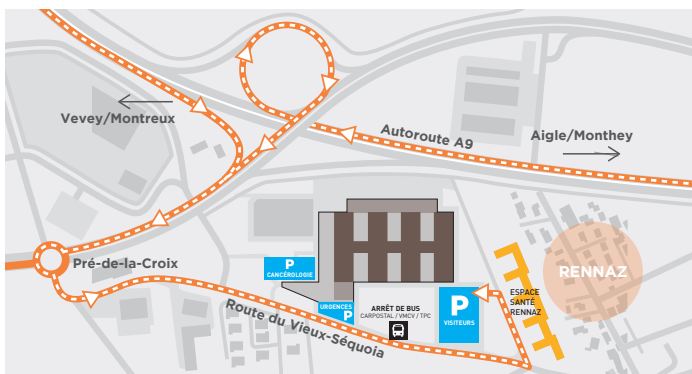 Vevey/Montreux
Autoroute A9
Aigle/Monthey
Pré-de-la-Croix
P
CANCÉROLOGIE
RENNAZ
URGENCES
P
ARRÊT DE BUS
CARPOSTAL / VMCV / TPC
P
VISITEURS
ESPACE
SANTÉ
RENNAZ
Route du Vieux-Séquoia